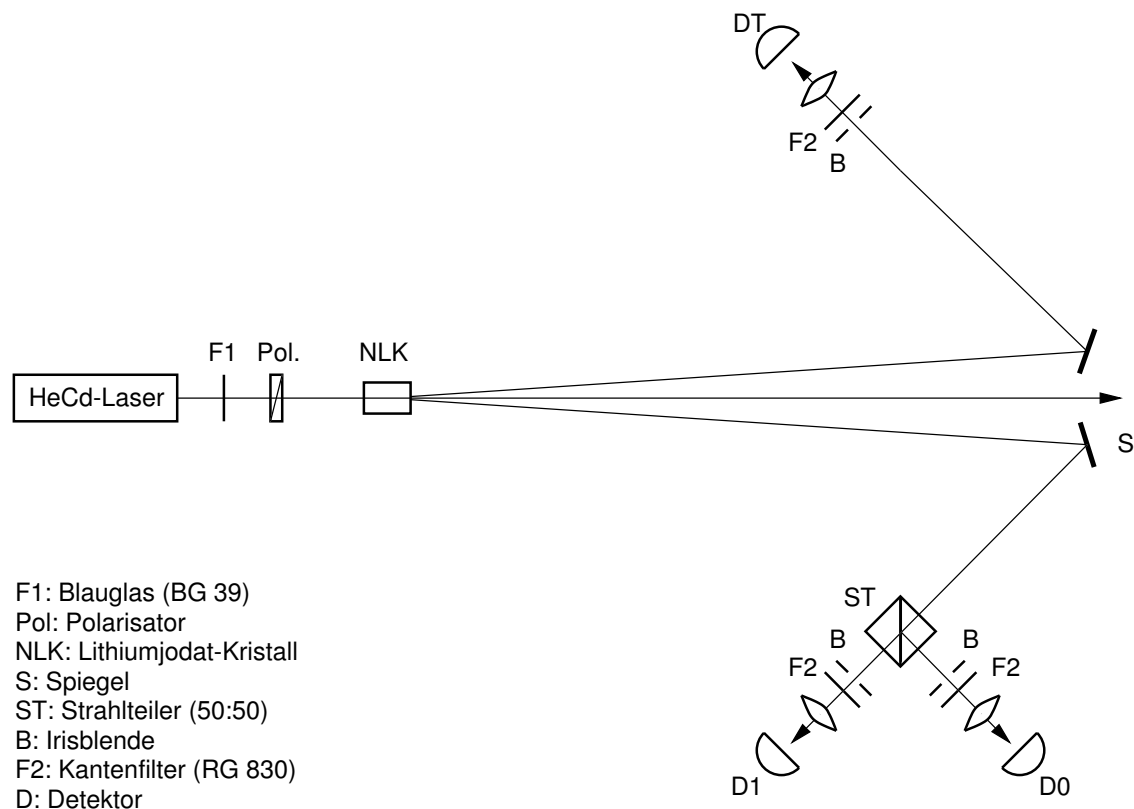 DT
F2
B
F1 Pol. NLK
HeCd-Laser
S
ST
B B
F2 F2
D1 D0
F1: Blauglas (BG 39)
Pol: Polarisator
NLK: Lithiumjodat-Kristall
S: Spiegel
ST: Strahlteiler (50:50)
B: Irisblende
F2: Kantenfilter (RG 830)
D: Detektor